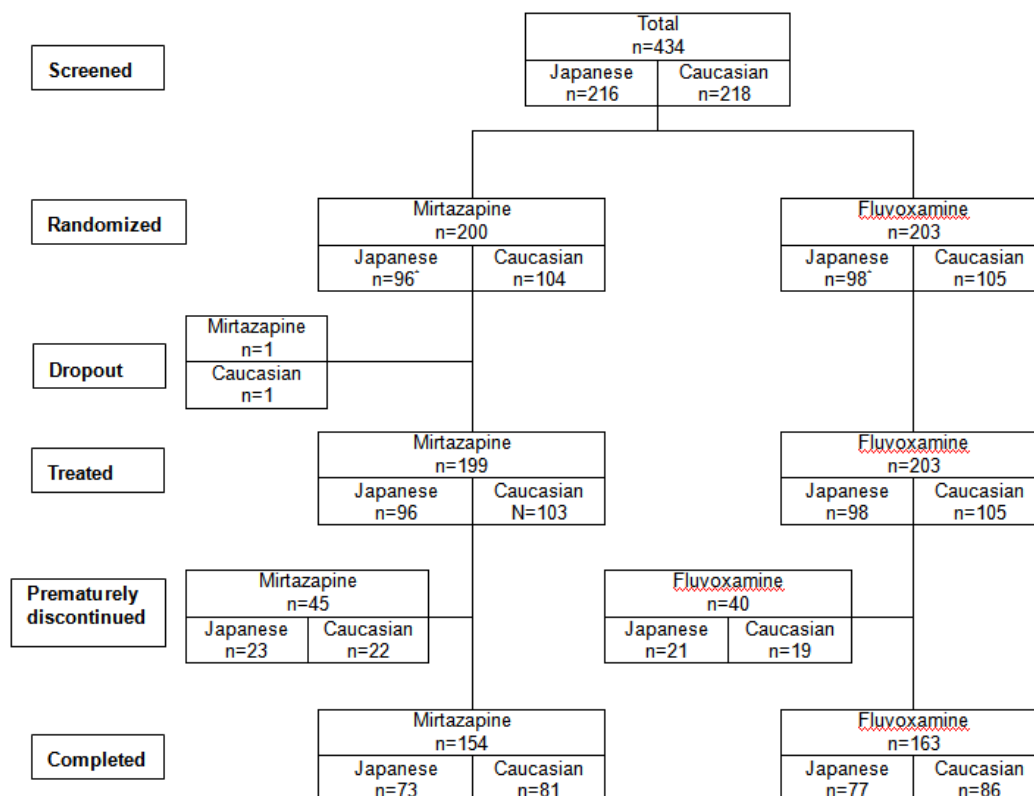 Screened
Total
n=434
Japanese
n=216
Caucasian
n=218
Randomized
Mirtazapine
n=200
Japanese
n=96*
Caucasian
n=104
Fluvoxamine
n=203
Japanese
n=98*
Caucasian
n=105
Dropout
Mirtazapine
n=1
Caucasian
n=1
Treated
Mirtazapine
n=199
Japanese
n=96
Caucasian
N=103
Fluvoxamine
n=203
Japanese
n=98
Caucasian
n=105
Prematurely
discontinued
Mirtazapine
n=45
Japanese
n=23
Caucasian
n=22
Fluvoxamine
n=40
Japanese
n=21
Caucasian
n=19
Completed
Mirtazapine
n=154
Japanese
n=73
Caucasian
n=81
Fluvoxamine
n=163
Japanese
n=77
Caucasian
n=86